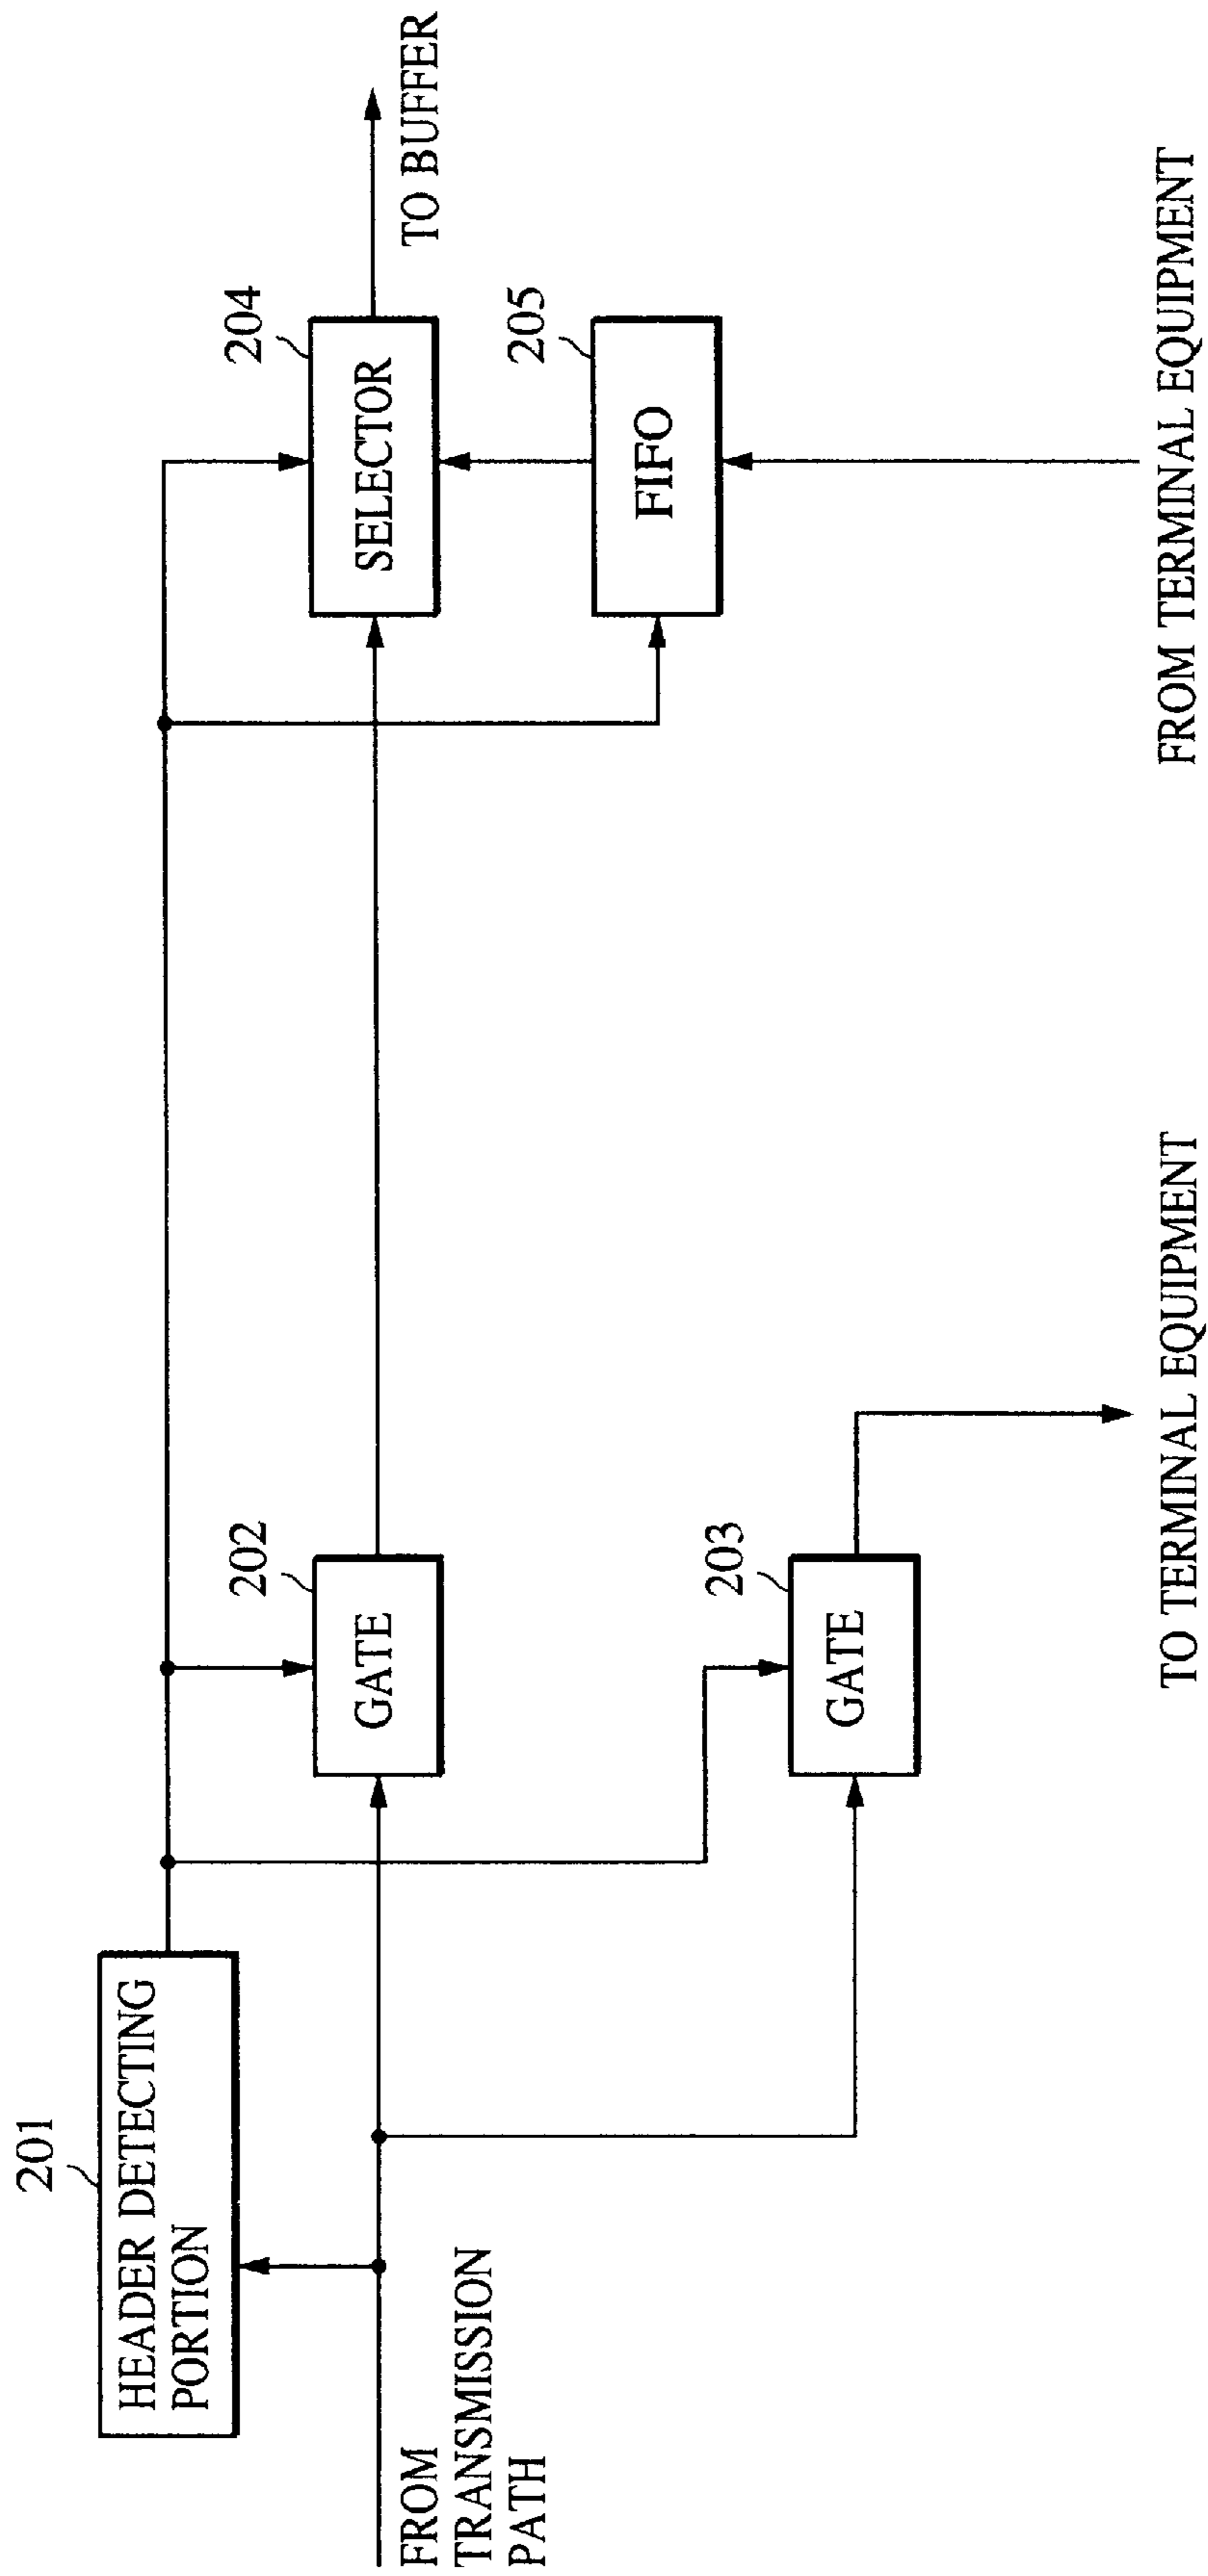 201
HEADER DETECTING
PORTION
FROM
TRANSMISSION
PATH
202
GATE
203
GATE
TO TERMINAL EQUIPMENT
204
SELECTOR
205
FIFO
TO BUFFER
FROM TERMINAL EQUIPMENT